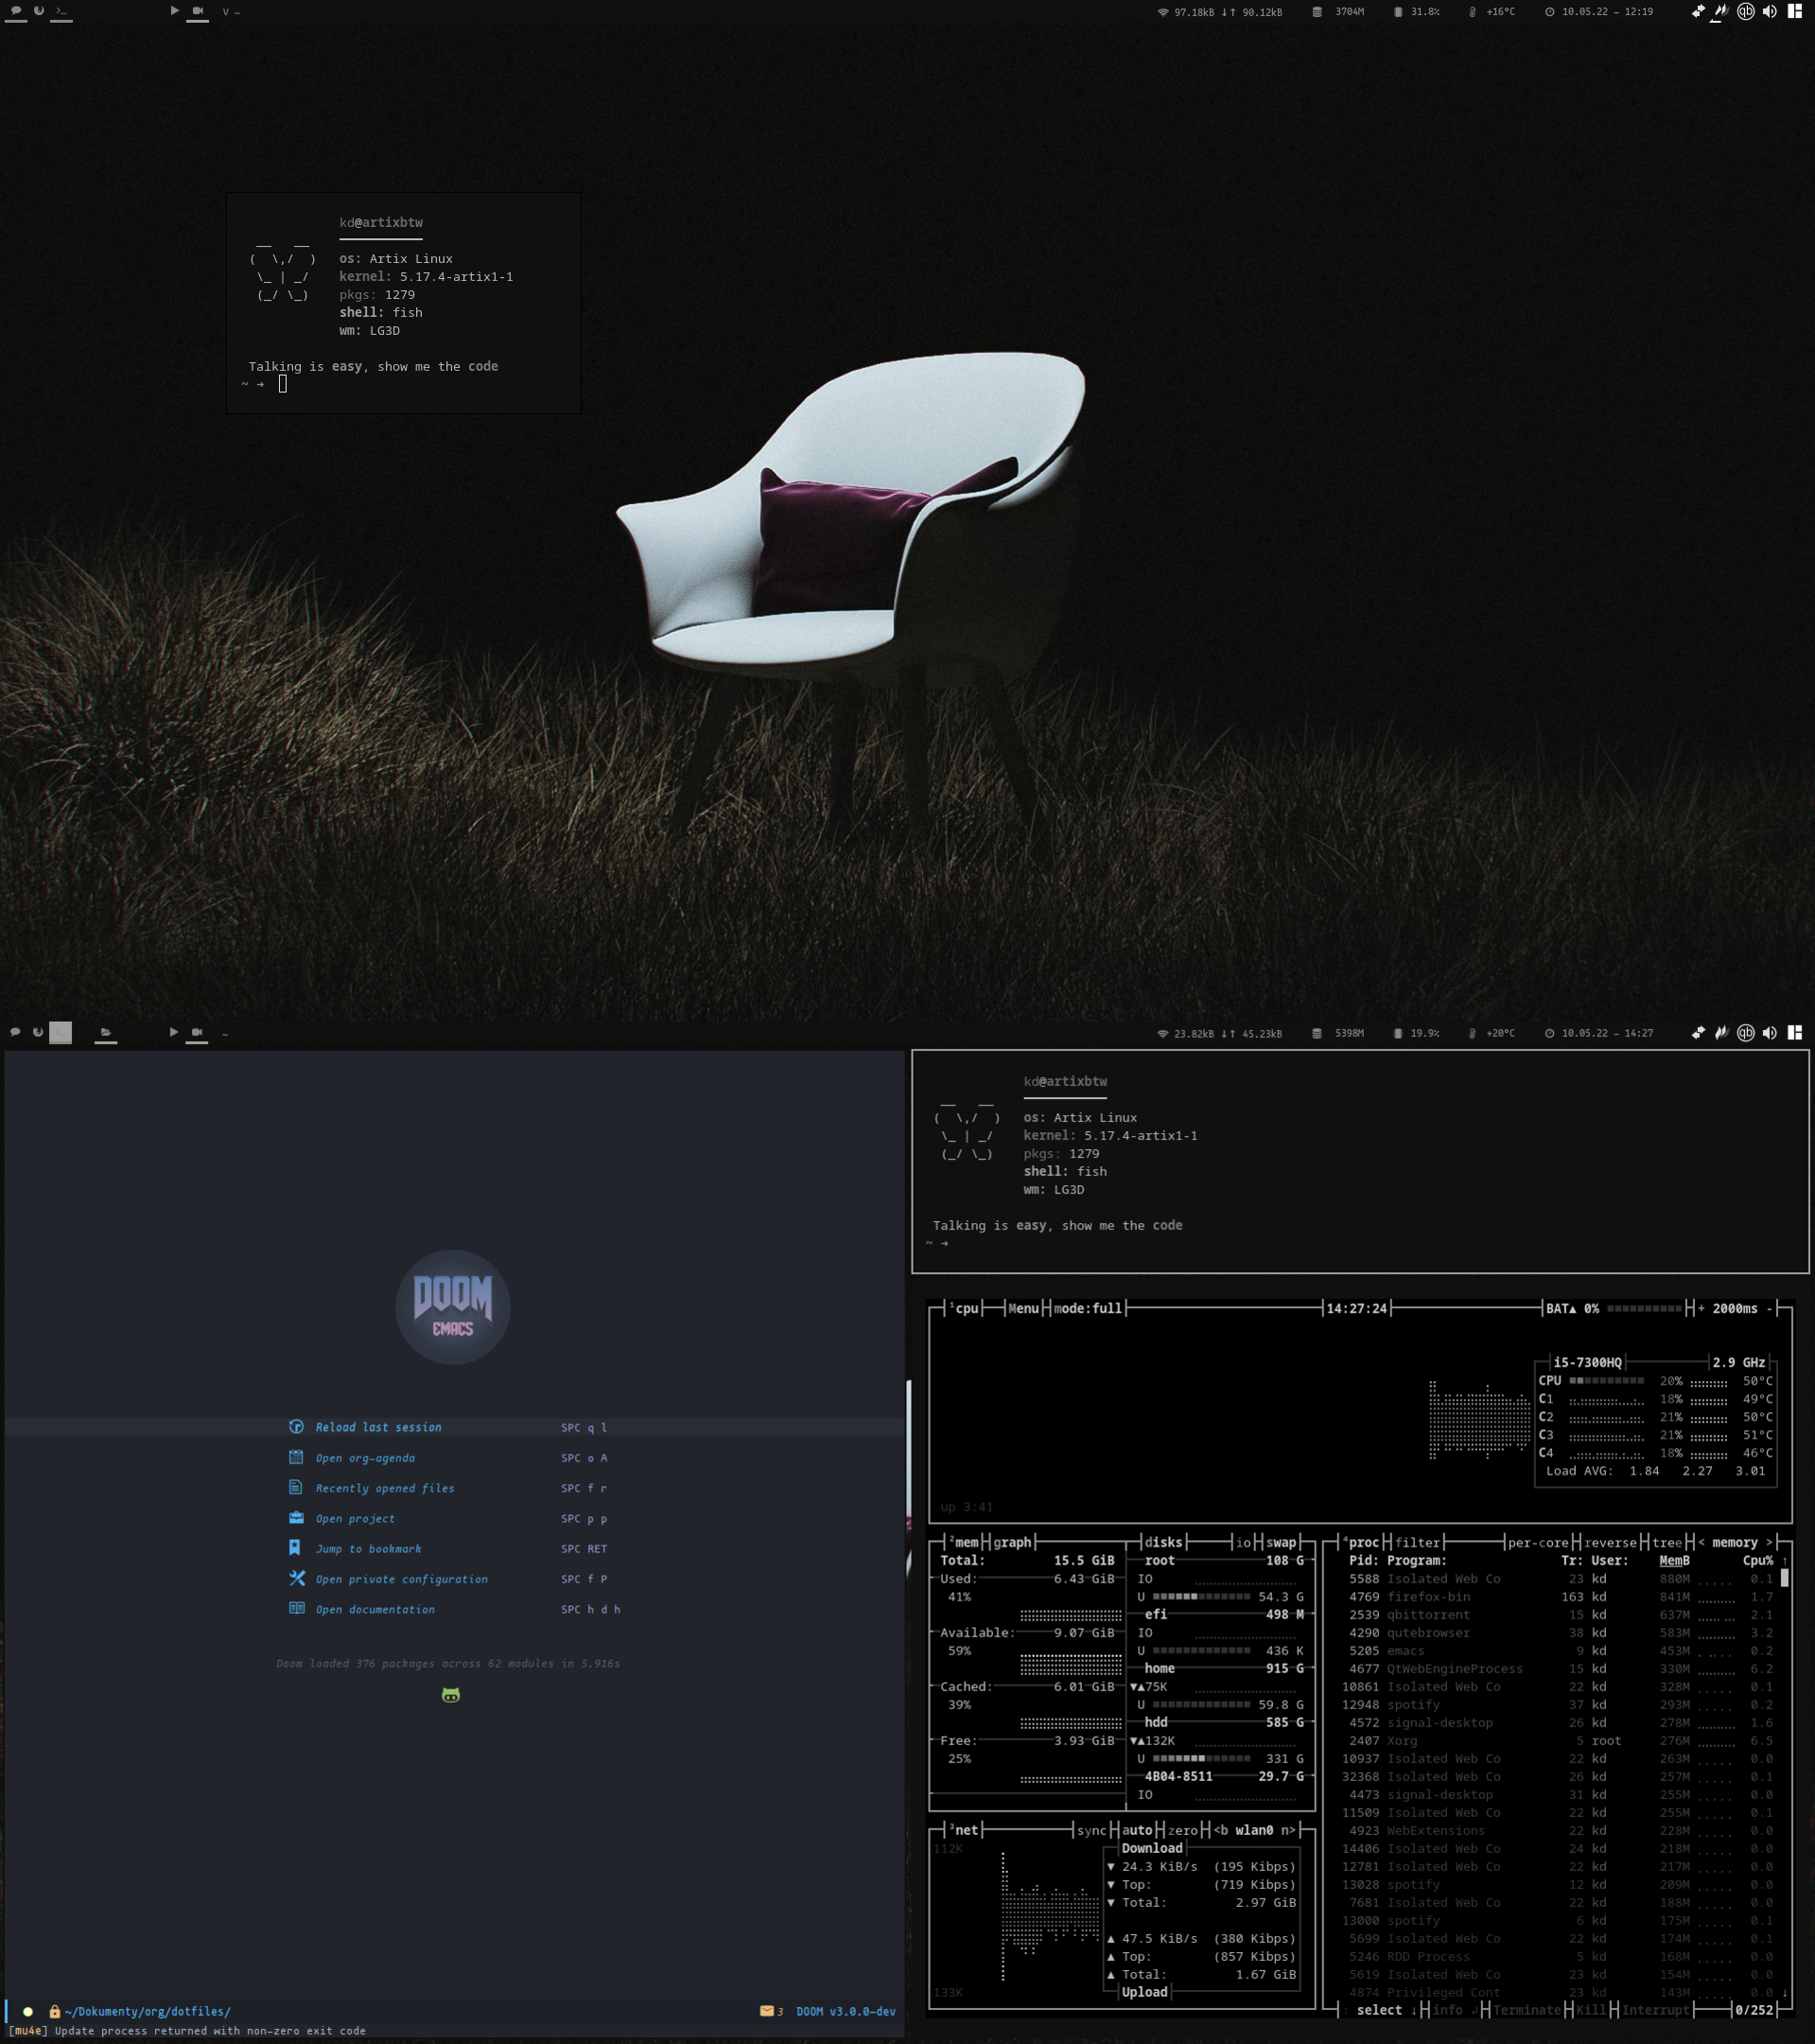 V ~
97.18kB ↓↑ 90.12kB 3704M 31.8% +16°C 10.05.22 – 12:19
kd@artixbtw
os: Artix Linux
kernel: 5.17.4-artix1-1
pkgs: 1279
shell: fish
wm: LG3D
Talking is easy, show me the code
~ →
~
23.82kB ↓↑ 45.23kB 5398M 19.9% +20°C 10.05.22 – 14:27
DOOM
EMACS
Reload last session SPC q l
Open org-agenda SPC o A
Recently opened files SPC f r
Open project SPC p p
Jump to bookmark SPC RET
Open private configuration SPC f P
Open documentation SPC h d h
Doom loaded 376 packages across 62 modules in 5.916s
~/Dokumenty/org/dotfiles/ 3 DOOM v3.0.0-dev
[mu4e] Update process returned with non-zero exit code
kd@artixbtw
os: Artix Linux
kernel: 5.17.4-artix1-1
pkgs: 1279
shell: fish
wm: LG3D
Talking is easy, show me the code
~ →
¹cpu Menu mode:full 14:27:24 BAT▲ 0% + 2000ms -
i5-7300HQ 2.9 GHz
CPU 20% 50°C
C1 18% 49°C
C2 21% 50°C
C3 21% 51°C
C4 18% 46°C
Load AVG: 1.84 2.27 3.01
up 3:41
²mem graph disks io swap
Total: 15.5 GiB root 108 G
Used: 6.43 GiB IO
41% U 54.3 G
efi 498 M
Available: 9.07 GiB IO
59% U 436 K
home 915 G
Cached: 6.01 GiB ▼▲75K
39% U 59.8 G
hdd 585 G
Free: 3.93 GiB ▼▲132K
25% U 331 G
4B04-8511 29.7 G
IO
³net sync auto zero <b wlan0 n>
112K Download
▼ 24.3 KiB/s (195 Kibps)
▼ Top: (719 Kibps)
▼ Total: 2.97 GiB
▲ 47.5 KiB/s (380 Kibps)
▲ Top: (857 Kibps)
▲ Total: 1.67 GiB
133K Upload
⁴proc filter per-core reverse tree < memory >
Pid: Program: Tr: User: MemB Cpu% ↑
5588 Isolated Web Co 23 kd 880M 0.1
4769 firefox-bin 163 kd 841M 1.7
2539 qbittorrent 15 kd 637M 2.1
4290 qutebrowser 38 kd 583M 3.2
5205 emacs 9 kd 453M 0.2
4677 QtWebEngineProcess 15 kd 330M 6.2
10861 Isolated Web Co 22 kd 328M 0.1
12948 spotify 37 kd 293M 0.2
4572 signal-desktop 26 kd 278M 1.6
2407 Xorg 5 root 276M 6.5
10937 Isolated Web Co 22 kd 263M 0.0
32368 Isolated Web Co 26 kd 257M 0.1
4473 signal-desktop 31 kd 255M 0.0
11509 Isolated Web Co 22 kd 255M 0.1
4923 WebExtensions 22 kd 228M 0.0
14406 Isolated Web Co 24 kd 218M 0.0
12781 Isolated Web Co 22 kd 217M 0.0
13028 spotify 12 kd 209M 0.0
7681 Isolated Web Co 22 kd 188M 0.0
13000 spotify 6 kd 175M 0.1
5699 Isolated Web Co 22 kd 174M 0.1
5246 RDD Process 5 kd 168M 0.0
5619 Isolated Web Co 23 kd 154M 0.0
4874 Privileged Cont 23 kd 143M 0.0 ↓
↑ select ↓ info ↲ Terminate Kill Interrupt 0/252